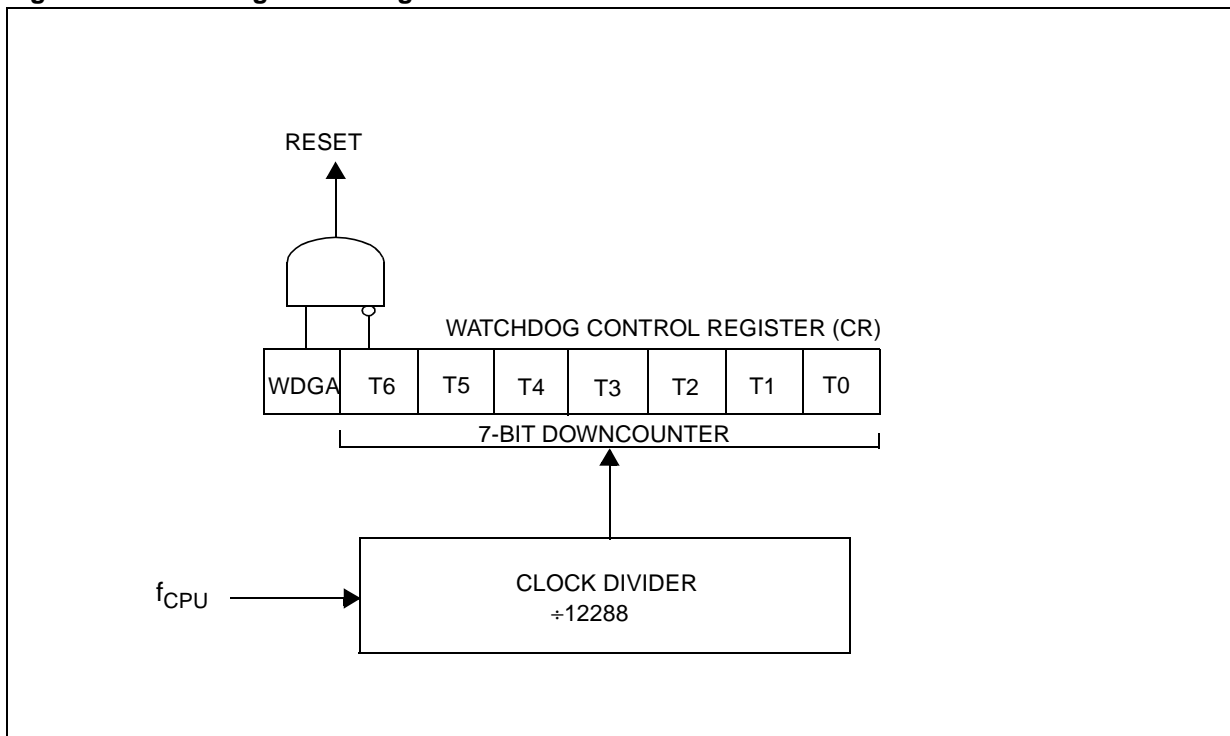 RESET
WATCHDOG CONTROL REGISTER (CR)
WDGA T6 T5 T4 T3 T2 T1 T0
7-BIT DOWNCOUNTER
fCPU
CLOCK DIVIDER
÷12288